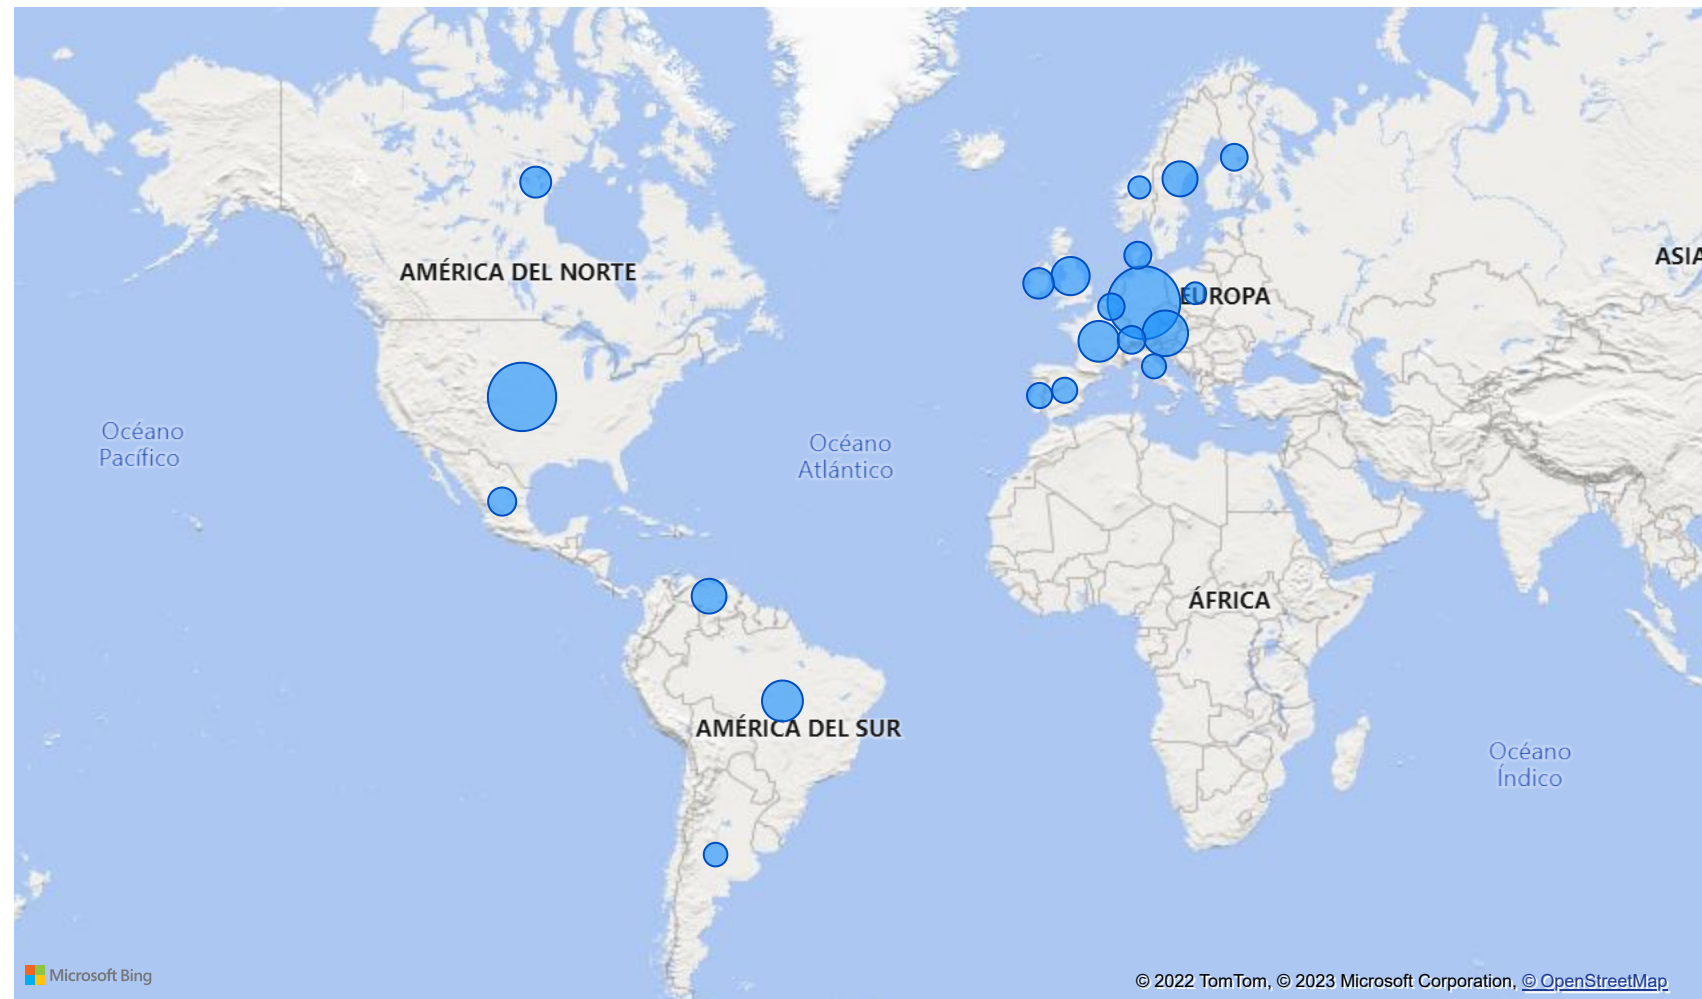 ASIA
AMÉRICA DEL NORTE
EUROPA
Océano
Pacífico
Océano
Atlántico
ÁFRICA
AMÉRICA DEL SUR
Océano
Índico
Microsoft Bing
© 2022 TomTom, © 2023 Microsoft Corporation, © OpenStreetMap